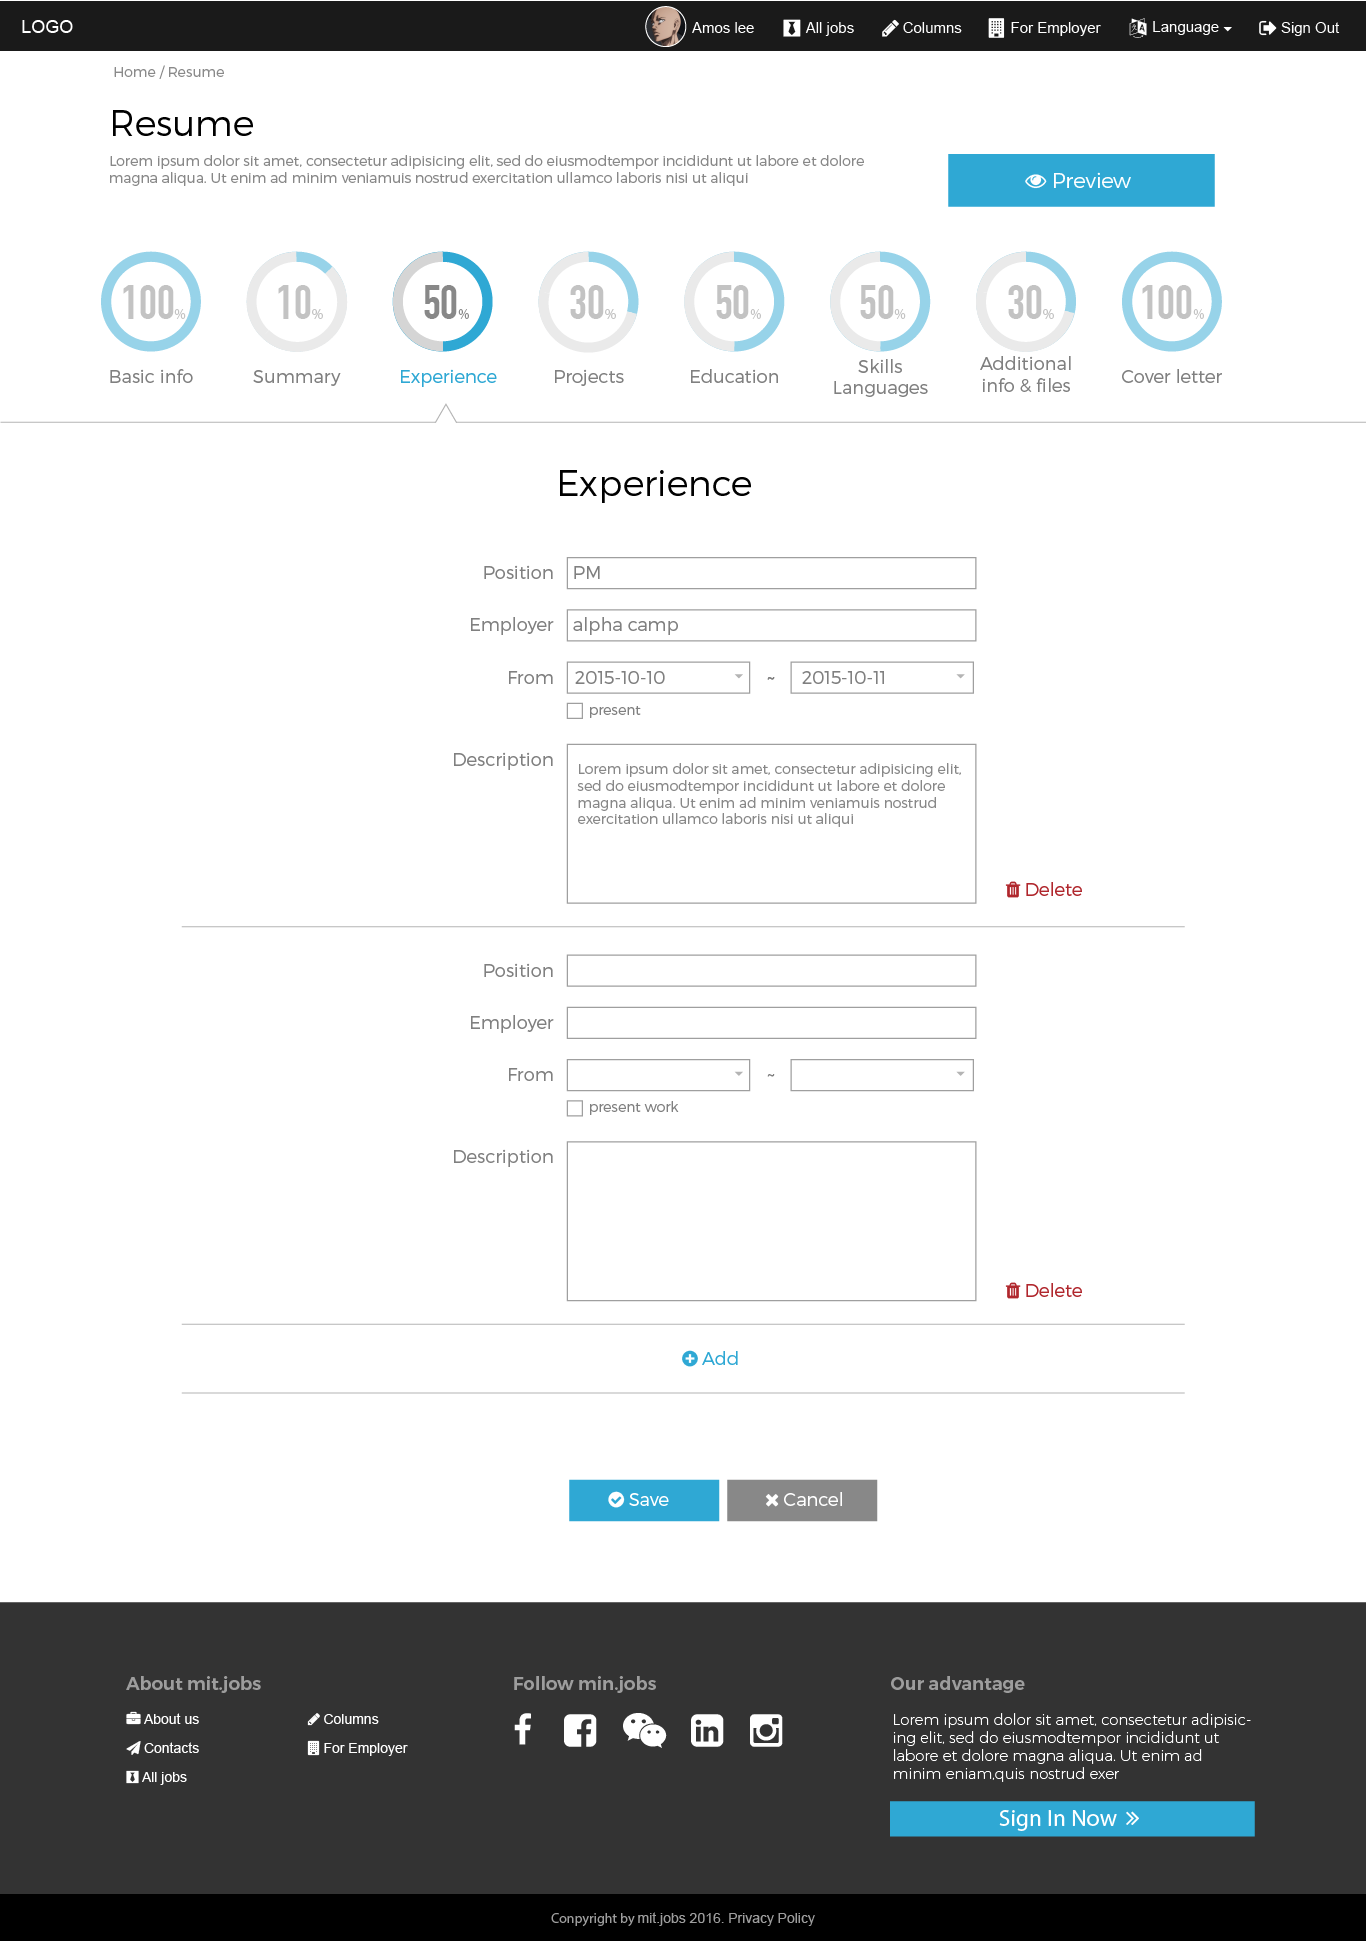 LOGO
Amos lee
All jobs
Columns
For Employer
Language
Sign Out
Home / Resume
Resume
Lorem ipsum dolor sit amet, consectetur adipisicing elit, sed do eiusmodtempor incididunt ut labore et dolore
magna aliqua. Ut enim ad minim veniamuis nostrud exercitation ullamco laboris nisi ut aliqui
Preview
100%
10%
50%
30%
50%
50%
30%
100%
Basic info
Summary
Experience
Projects
Education
Skills
Languages
Additional
info & files
Cover letter
Experience
Position
PM
Employer
alpha camp
From
2015-10-10
~
2015-10-11
present
Description
Lorem ipsum dolor sit amet, consectetur adipisicing elit,
sed do eiusmodtempor incididunt ut labore et dolore
magna aliqua. Ut enim ad minim veniamuis nostrud
exercitation ullamco laboris nisi ut aliqui
Delete
Position
Employer
From
~
present work
Description
Delete
Add
Save
Cancel
About mit.jobs
About us
Columns
Contacts
For Employer
All jobs
Follow min.jobs
Our advantage
Lorem ipsum dolor sit amet, consectetur adipisic-
ing elit, sed do eiusmodtempor incididunt ut
labore et dolore magna aliqua. Ut enim ad
minim eniam,quis nostrud exer
Sign In Now »
Conpyright by mit.jobs 2016. Privacy Policy